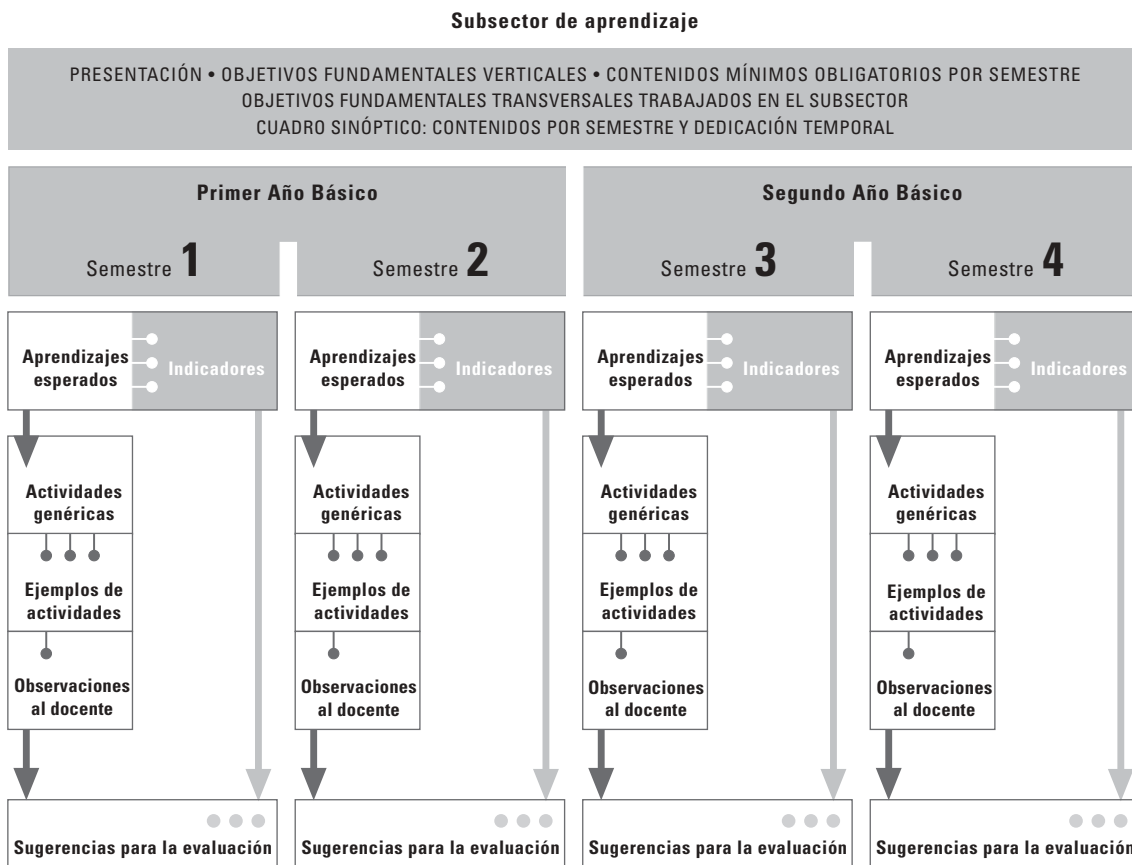 Subsector de aprendizaje
PRESENTACIÓN • OBJETIVOS FUNDAMENTALES VERTICALES • CONTENIDOS MÍNIMOS OBLIGATORIOS POR SEMESTRE
OBJETIVOS FUNDAMENTALES TRANSVERSALES TRABAJADOS EN EL SUBSECTOR
CUADRO SINÓPTICO: CONTENIDOS POR SEMESTRE Y DEDICACIÓN TEMPORAL
Primer Año Básico
Segundo Año Básico
Semestre 1
Semestre 2
Semestre 3
Semestre 4
Aprendizajes
esperados
Indicadores
Aprendizajes
esperados
Indicadores
Aprendizajes
esperados
Indicadores
Aprendizajes
esperados
Indicadores
Actividades
genéricas
Actividades
genéricas
Actividades
genéricas
Actividades
genéricas
Ejemplos de
actividades
Ejemplos de
actividades
Ejemplos de
actividades
Ejemplos de
actividades
Observaciones
al docente
Observaciones
al docente
Observaciones
al docente
Observaciones
al docente
Sugerencias para la evaluación
Sugerencias para la evaluación
Sugerencias para la evaluación
Sugerencias para la evaluación